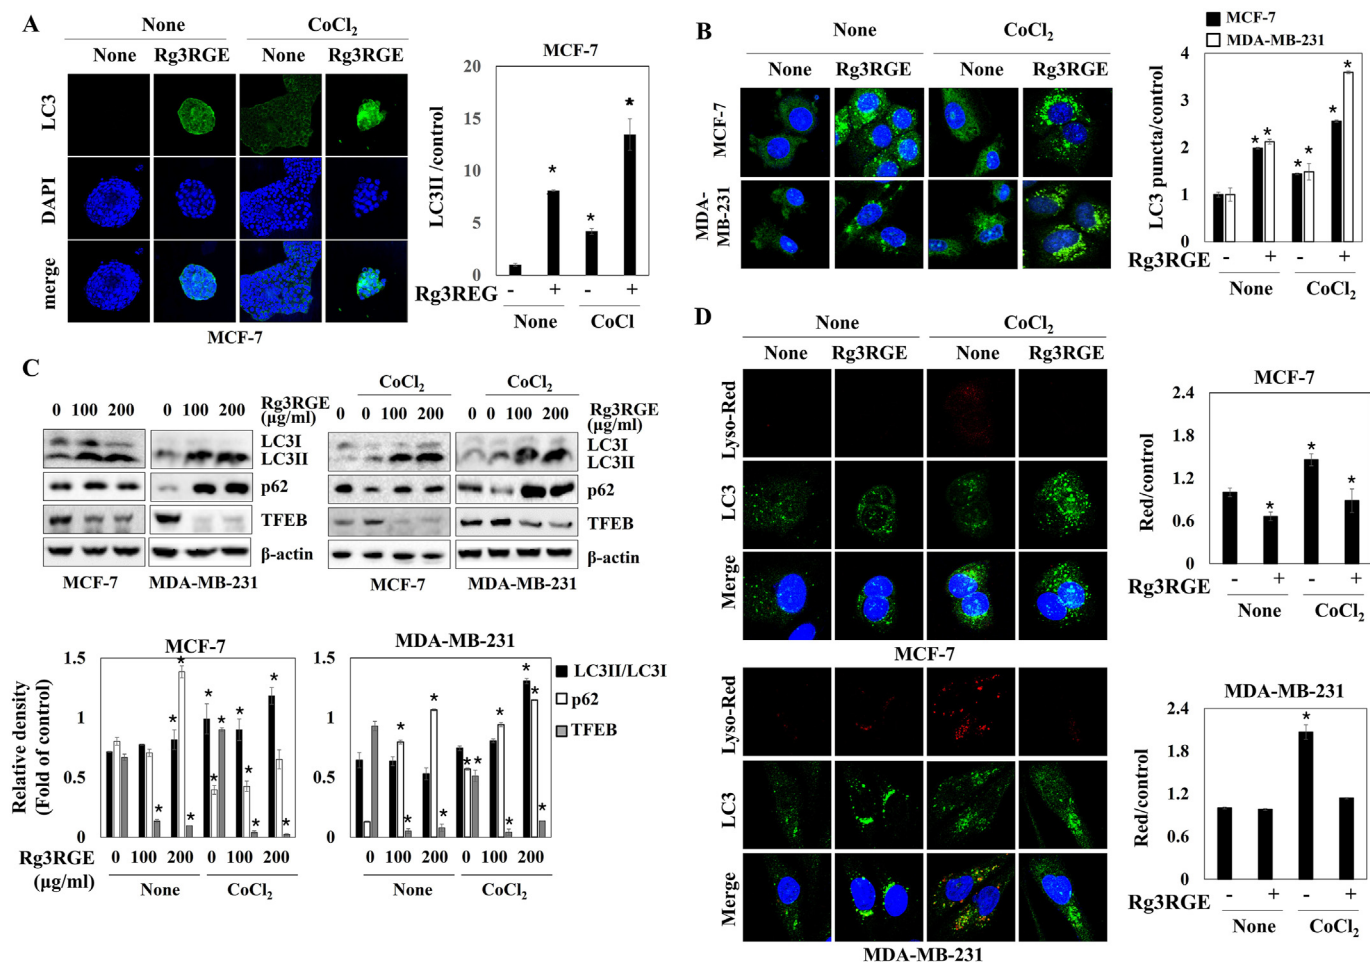 A
None CoCl2
None Rg3RGE None Rg3RGE
LC3
DAPI
merge
MCF-7
MCF-7
LC3II /control
20
15
10
5
0
Rg3REG - + - +
None CoCl
B
None CoCl2
None Rg3RGE None Rg3RGE
MCF-7
MDA-
MB-231
MCF-7
MDA-MB-231
LC3 puncta/control
4
3
2
1
0
* * * * * *
Rg3RGE - + - +
None CoCl2
C
CoCl2 CoCl2
0 100 200 0 100 200 Rg3RGE
(µg/ml)
0 0 100 200 0 0 100 200 Rg3RGE
(µg/ml)
LC3I
LC3II
p62
TFEB
β-actin
MCF-7 MDA-MB-231
LC3I
LC3II
p62
TFEB
β-actin
MCF-7 MDA-MB-231
MCF-7
Relative density
(Fold of control)
1.5
1
0.5
0
Rg3RGE
(µg/ml)
0 100 200 0 100 200
None CoCl2
MDA-MB-231
1.5
1
0.5
0
0 100 200 0 100 200
None CoCl2
LC3II/LC3I
p62
TFEB
D
None CoCl2
None Rg3RGE None Rg3RGE
Lyso-Red
LC3
Merge
MCF-7
Lyso-Red
LC3
Merge
MDA-MB-231
MCF-7
Red/control
2.4
1.8
1.2
0.6
0
Rg3RGE - + - +
None CoCl2
MDA-MB-231
Red/control
2.4
1.8
1.2
0.6
0
Rg3RGE - + - +
None CoCl2